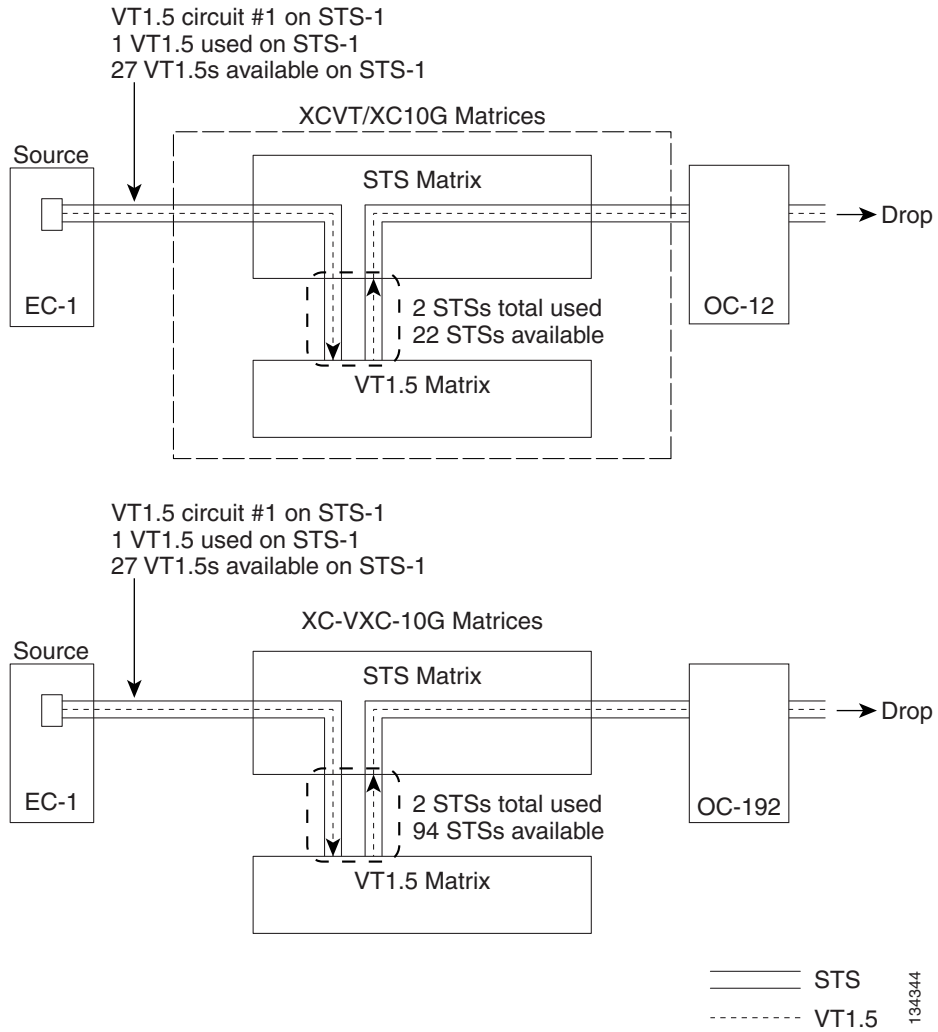 VT1.5 circuit #1 on STS-1
1 VT1.5 used on STS-1
27 VT1.5s available on STS-1
XCVT/XC10G Matrices
Source
STS Matrix
Drop
EC-1
2 STSs total used
22 STSs available
OC-12
VT1.5 Matrix
VT1.5 circuit #1 on STS-1
1 VT1.5 used on STS-1
27 VT1.5s available on STS-1
XC-VXC-10G Matrices
Source
STS Matrix
Drop
EC-1
2 STSs total used
94 STSs available
OC-192
VT1.5 Matrix
STS
VT1.5
134344